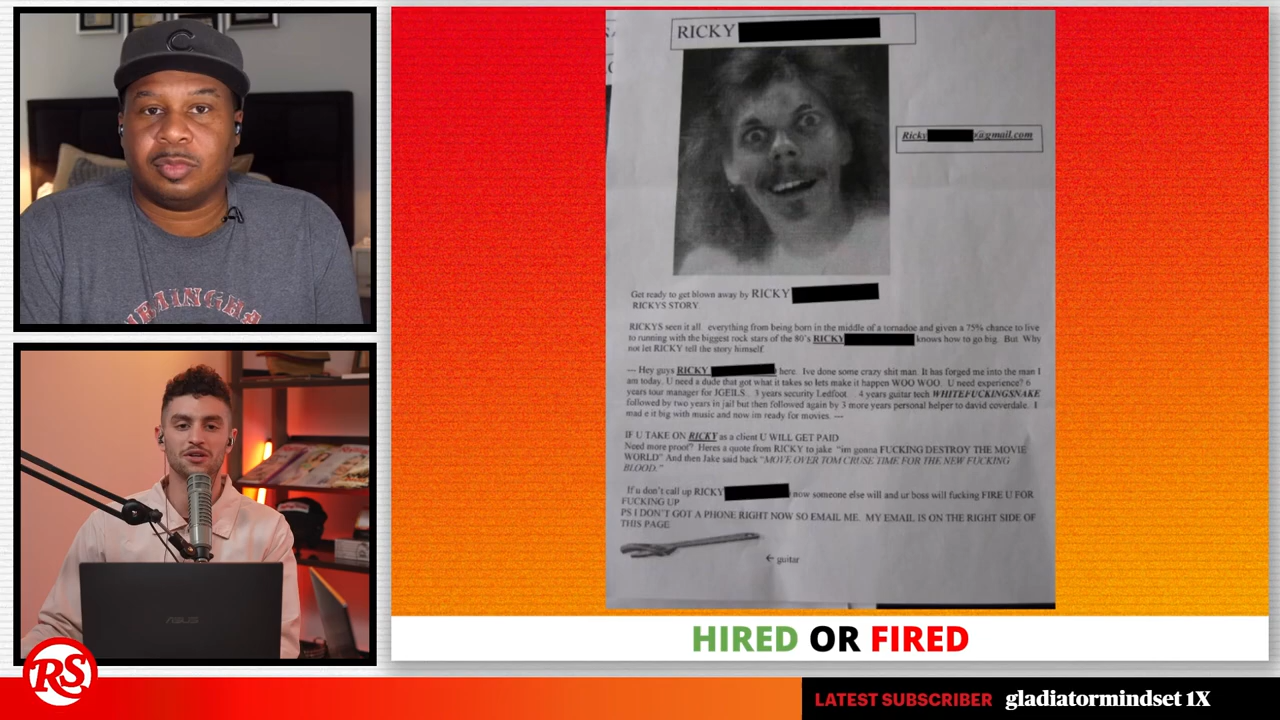 C
BIRMINGHA
ASUS
RICKY
Ricky @gmail.com
Get ready to get blown away by RICKY
RICKYS STORY
RICKYS seen it all. everything from being born in the middle of a tornadoe and given a 75% chance to live
to running with the biggest rock stars of the 80's RICKY knows how to go big. But Why
not let RICKY tell the story himself.
--- Hey guys RICKY here. Ive done some crazy shit man. It has forged me into the man I
am today. U need a dude that got what it takes so lets make it happen WOO WOO. U need experience? 6
years tour manager for JGEILS. 3 years security Ledfoot. 4 years guitar tech WHITEFUCKINGSNAKE
followed by two years in jail but then followed again by 3 more years personal helper to david coverdale. I
mad e it big with music and now im ready for movies. ---
IF U TAKE ON RICKY as a client U WILL GET PAID
Need more proof? Heres a quote from RICKY to jake "im gonna FUCKING DESTROY THE MOVIE
WORLD" And then Jake said back "MOVE OVER TOM CRUSE TIME FOR THE NEW FUCKING
BLOOD."
If u don't call up RICKY now someone else will and ur boss will fucking FIRE U FOR
FUCKING UP
PS I DON'T GOT A PHONE RIGHT NOW SO EMAIL ME. MY EMAIL IS ON THE RIGHT SIDE OF
THIS PAGE
← guitar
HIRED OR FIRED
RS
LATEST SUBSCRIBER gladiatormindset 1X